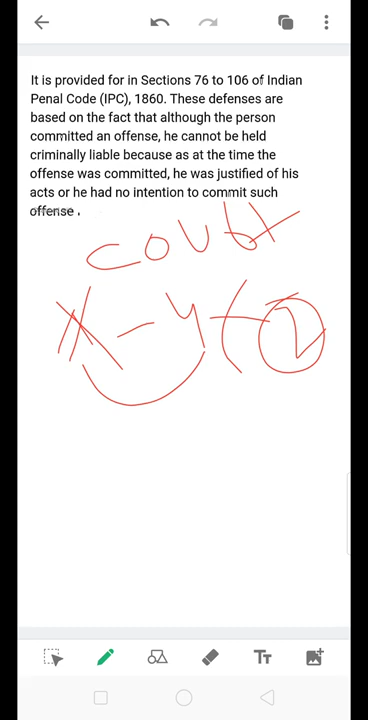 It is provided for in Sections 76 to 106 of Indian
Penal Code (IPC), 1860. These defenses are
based on the fact that although the person
committed an offense, he cannot be held
criminally liable because as at the time the
offense was committed, he was justified of his
acts or he had no intention to commit such
offense .
court
X - Y
Tт